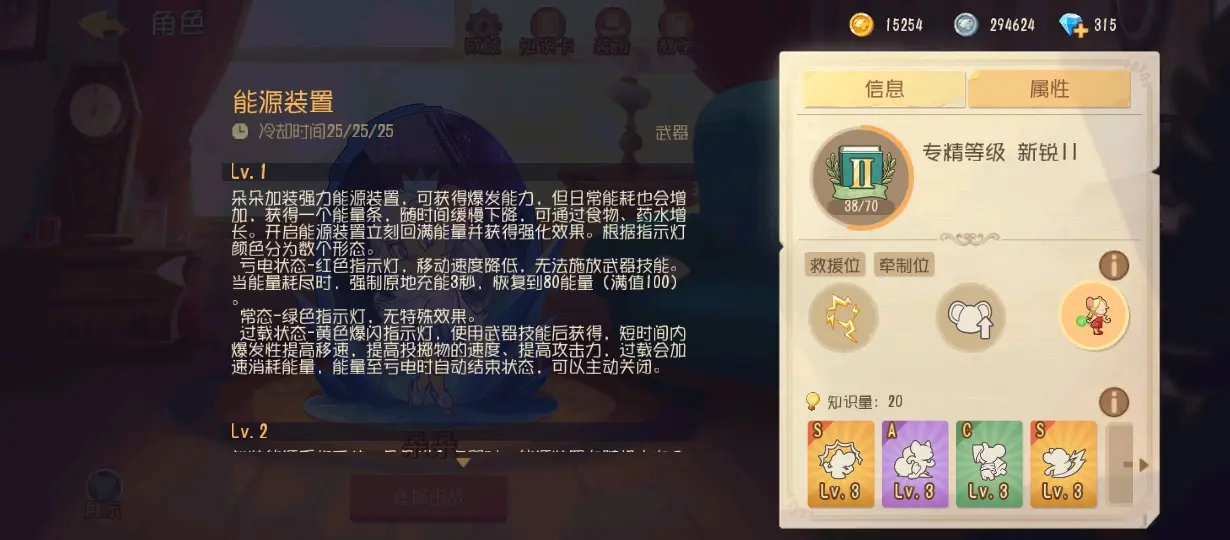 角色
知识卡
装扮
教学
15254
294624
315
能源装置
冷却时间25/25/25
武器
Lv.1
朵朵加装强力能源装置，可获得爆发能力，但日常能耗也会增
加，获得一个能量条，随时间缓慢下降，可通过食物、药水增
长。开启能源装置立刻回满能量并获得强化效果。根据指示灯
颜色分为数个形态。
亏电状态-红色指示灯，移动速度降低，无法施放武器技能。
当能量耗尽时，强制原地充能3秒，恢复到80能量（满值100）
。
常态-绿色指示灯，无特殊效果。
过载状态-黄色爆闪指示灯，使用武器技能后获得，短时间内
爆发性提高移速，提高投掷物的速度、提高攻击力，过载会加
速消耗能量，能量至亏电时自动结束状态，可以主动关闭。
Lv.2
朵朵
展示
信息
属性
II
38/70
专精等级 新锐II
救援位
牵制位
知识量：20
S
Lv.3
A
Lv.3
C
Lv.3
S
Lv.3